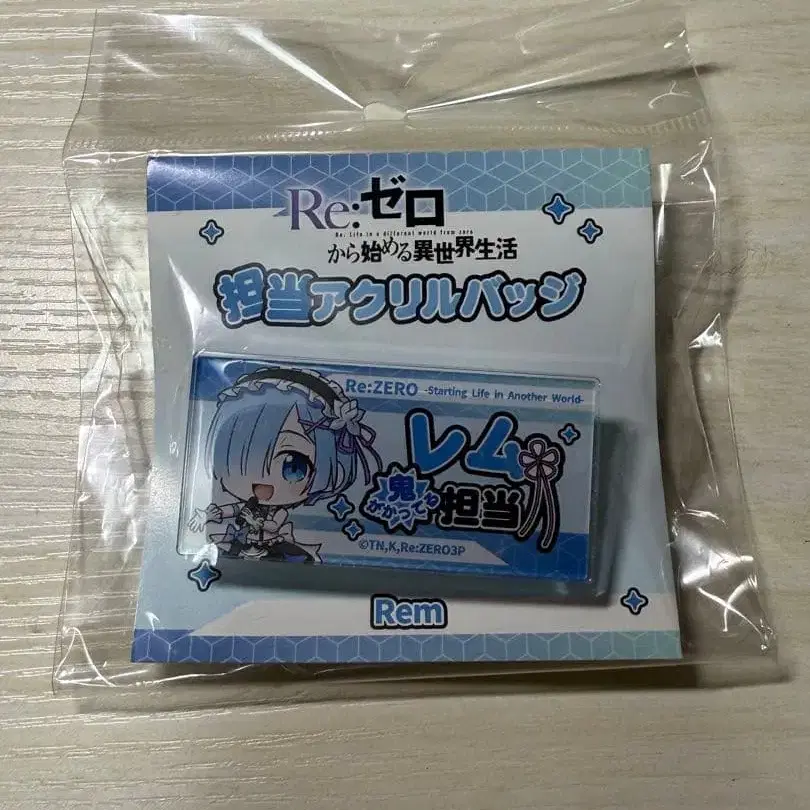 Re:ゼロ
Re: Life in a different world from zero
から始める異世界生活
担当アクリルバッジ
Re:ZERO -Starting Life in Another World-
レム
鬼
がかってる
担当
©TN,K,Re:ZERO3P
Rem